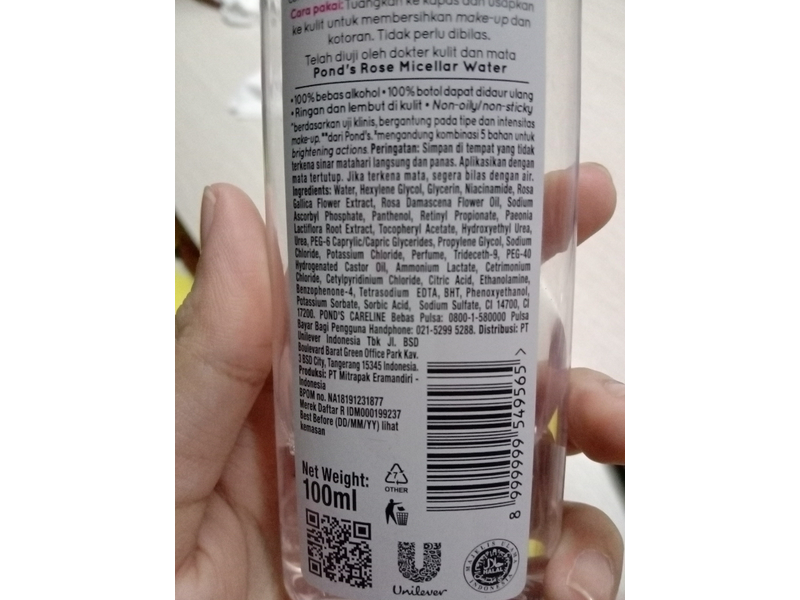 Cara pakai: Tuangkan ke kapas dan usapkan
ke kulit untuk membersihkan make-up dan
kotoran. Tidak perlu dibilas.
Telah diuji oleh dokter kulit dan mata
Pond's Rose Micellar Water
•100% bebas alkohol •100% botol dapat didaur ulang
•Ringan dan lembut di kulit •Non-oily/non-sticky
*berdasarkan uji klinis, bergantung pada tipe dan intensitas
make-up. **dari Pond's. ‡mengandung kombinasi 5 bahan untuk
brightening actions. Peringatan: Simpan di tempat yang tidak
terkena sinar matahari langsung dan panas. Aplikasikan dengan
mata tertutup. Jika terkena mata, segera bilas dengan air.
Ingredients: Water, Hexylene Glycol, Glycerin, Niacinamide, Rosa
Gallica Flower Extract, Rosa Damascena Flower Oil, Sodium
Ascorbyl Phosphate, Panthenol, Retinyl Propionate, Paeonia
Lactiflora Root Extract, Tocopheryl Acetate, Hydroxyethyl Urea,
Urea, PEG-6 Caprylic/Capric Glycerides, Propylene Glycol, Sodium
Chloride, Potassium Chloride, Perfume, Trideceth-9, PEG-40
Hydrogenated Castor Oil, Ammonium Lactate, Cetrimonium
Chloride, Cetylpyridinium Chloride, Citric Acid, Ethanolamine,
Benzophenone-4, Tetrasodium EDTA, BHT, Phenoxyethanol,
Potassium Sorbate, Sorbic Acid, Sodium Sulfate, CI 14700, CI
17200. POND'S CARELINE Bebas Pulsa: 0800-1-580000 Pulsa
Bayar Bagi Pengguna Handphone: 021-5299 5288. Distribusi: PT
Unilever Indonesia Tbk Jl. BSD
Boulevard Barat Green Office Park Kav.
3 BSD City, Tangerang 15345 Indonesia.
Produksi: PT Mitrapak Eramandiri -
Indonesia
BPOM no. NA18191231877
Merek Daftar R IDM000199237
Best Before (DD/MM/YY) lihat
kemasan
8 999999 549565 >
Net Weight:
100ml
7
OTHER
Unilever
MAJELIS ULAMA INDONESIA
HALAL